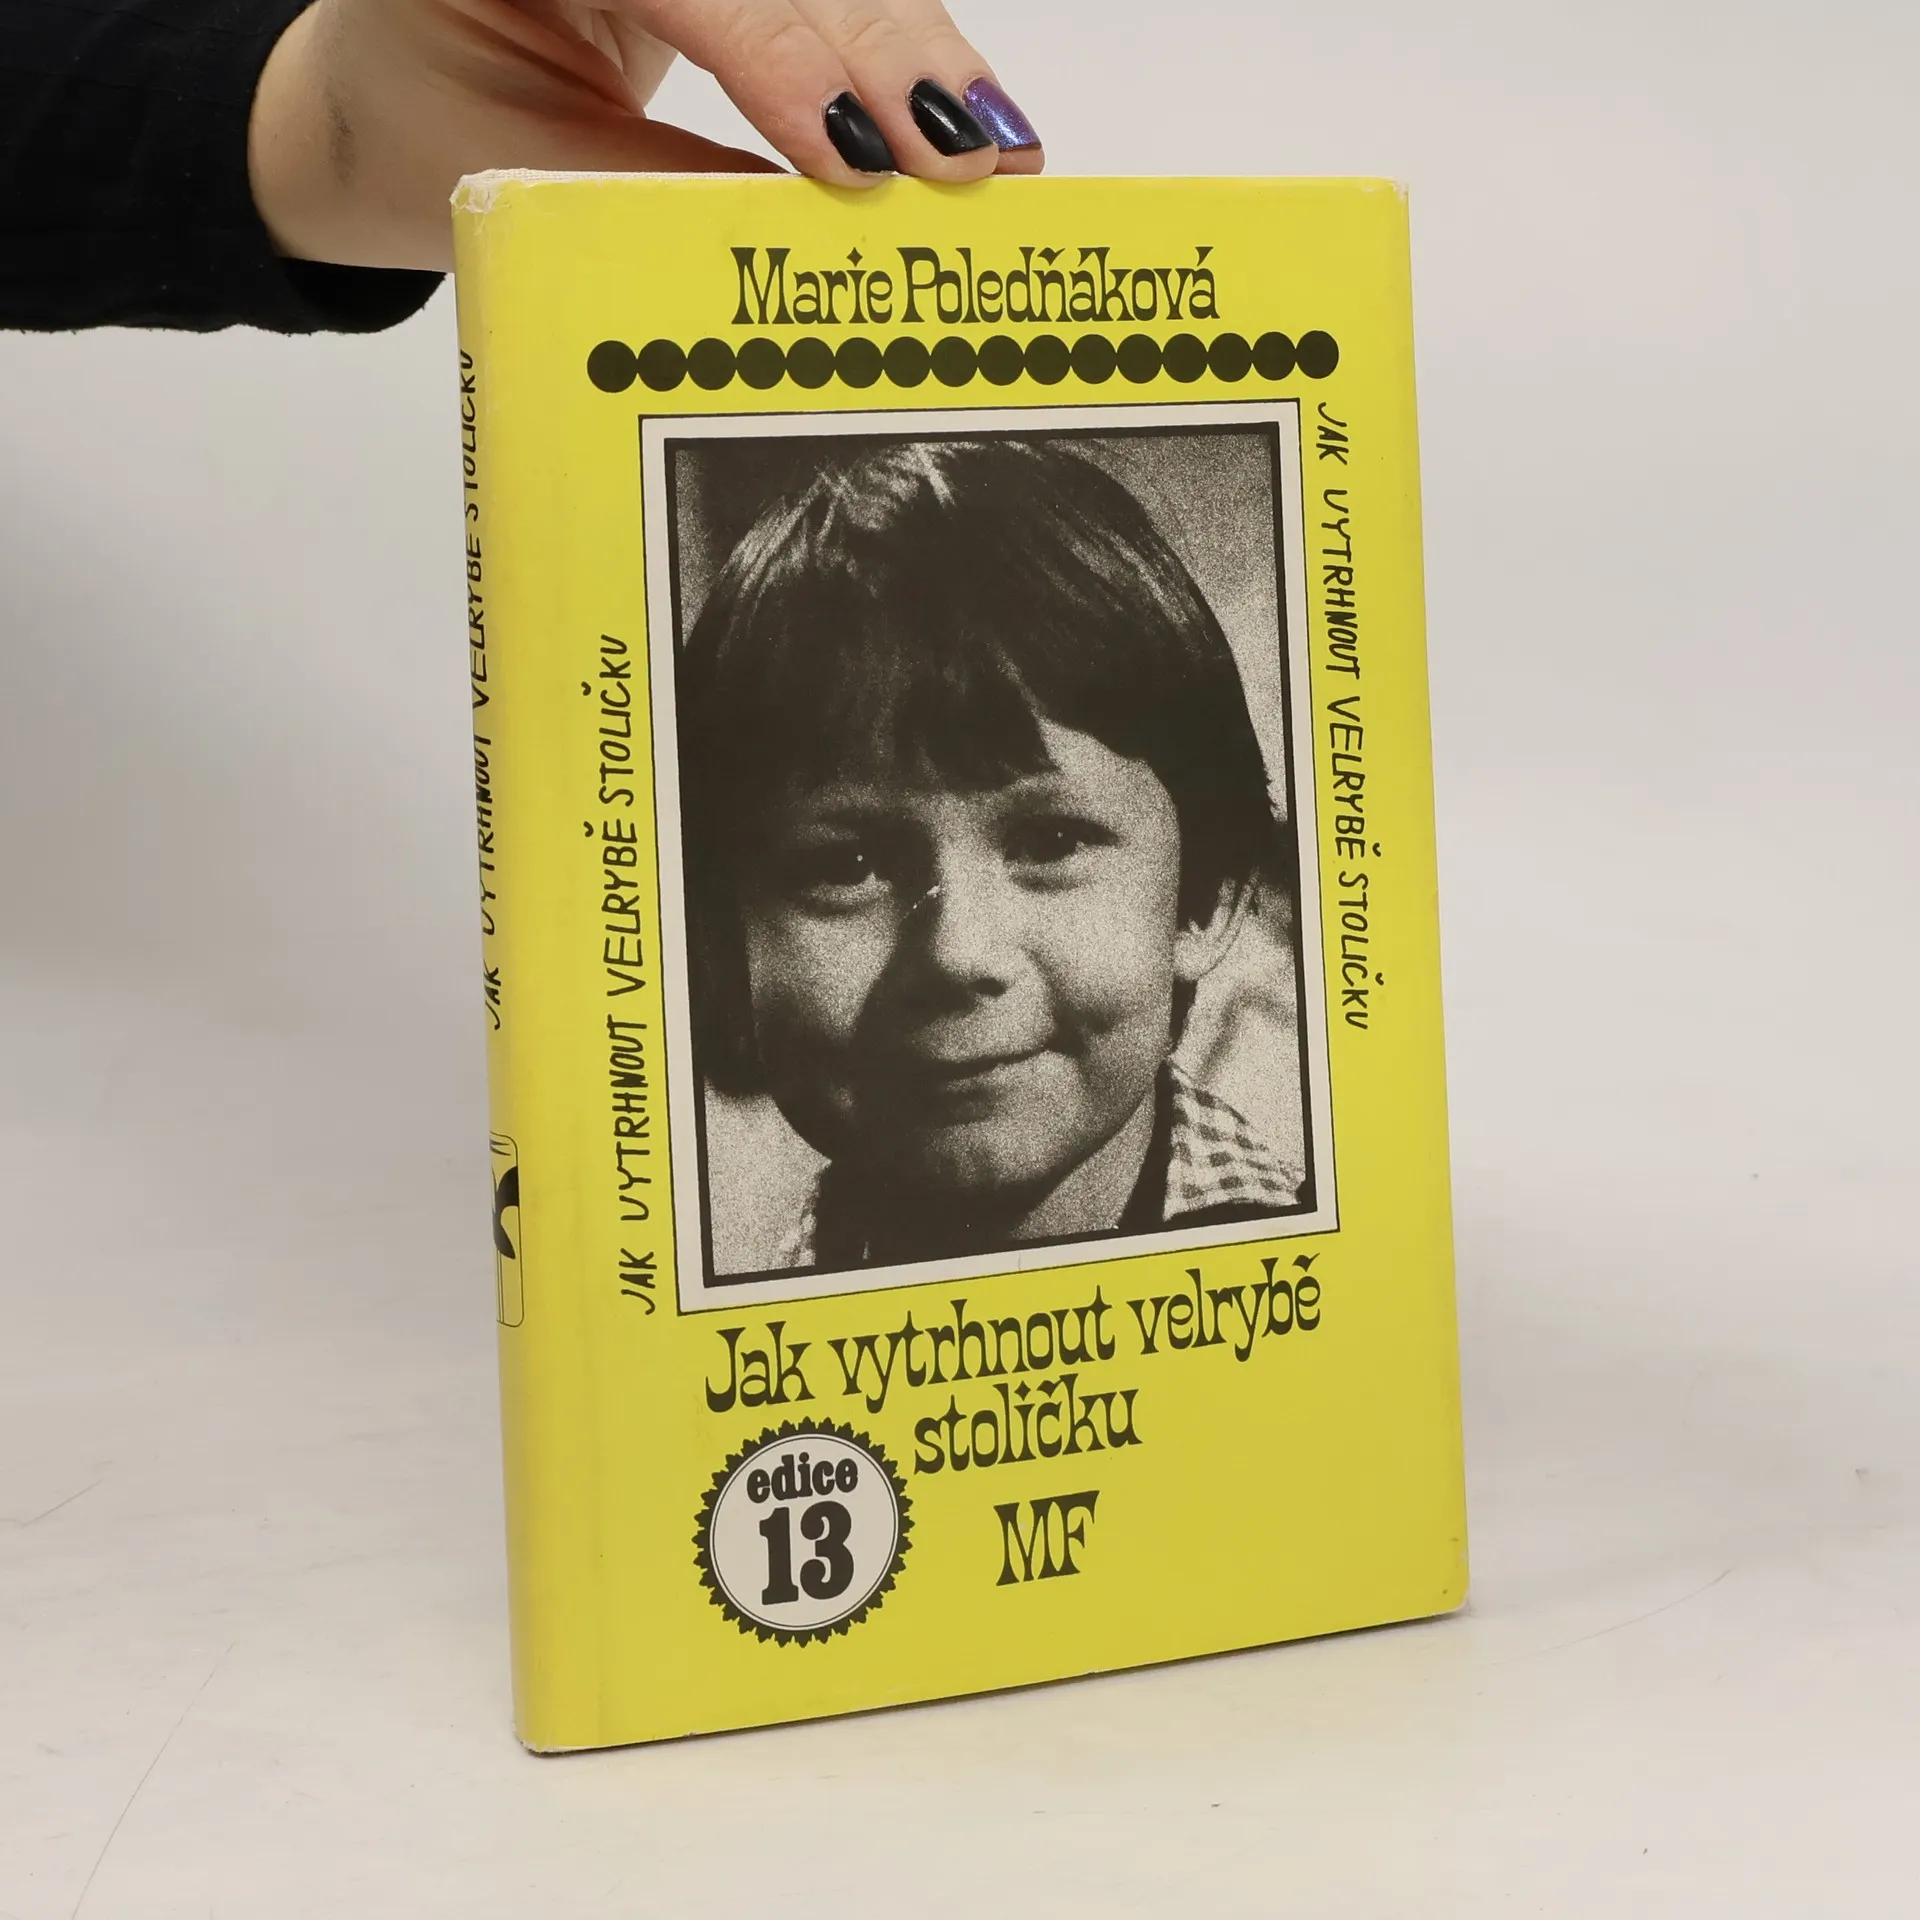 Marie Poledňáková
JAK VYTRHNOUT VELRYBĚ STOLIČKU
JAK VYTRHNOUT VELRYBĚ STOLIČKU
JAK VYTRHNOUT VELRYBĚ STOLIČKU
Jak vytrhnout velrybě
stoličku
edice
13
MF